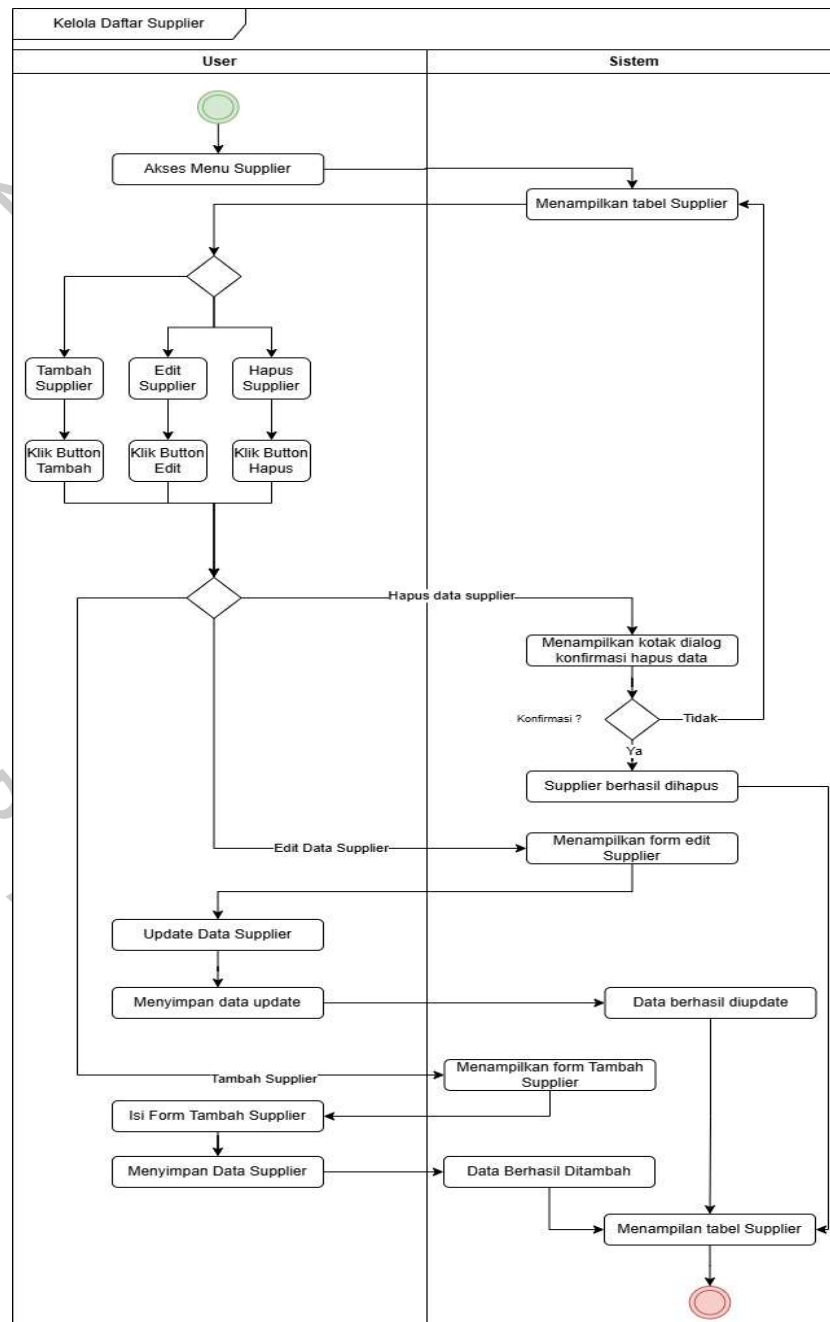 Kelola Daftar Supplier
User
Sistem
Akses Menu Supplier
Menampilkan tabel Supplier
Tambah
Supplier
Edit
Supplier
Hapus
Supplier
Klik Button
Tambah
Klik Button
Edit
Klik Button
Hapus
Hapus data supplier
Menampilkan kotak dialog
konfirmasi hapus data
Konfirmasi ?
Tidak
Ya
Supplier berhasil dihapus
Edit Data Supplier
Menampilkan form edit
Supplier
Update Data Supplier
Menyimpan data update
Data berhasil diupdate
Tambah Supplier
Menampilkan form Tambah
Supplier
Isi Form Tambah Supplier
Menyimpan Data Supplier
Data Berhasil Ditambah
Menampilan tabel Supplier